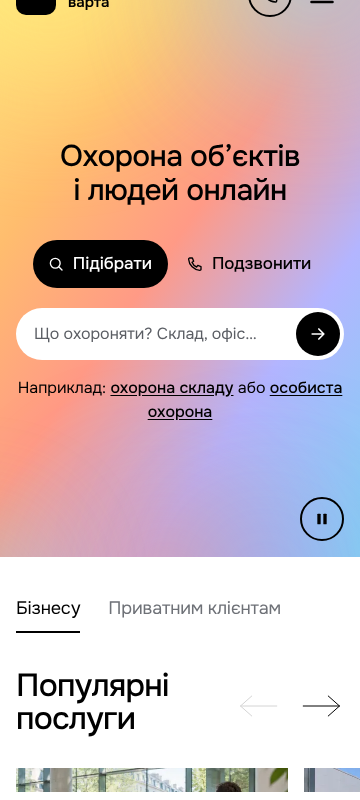 варта
Охорона об’єктів
і людей онлайн
Підібрати
Подзвонити
Що охороняти? Склад, офіс...
Наприклад: охорона складу або особиста
охорона
Бізнесу
Приватним клієнтам
Популярні
послуги